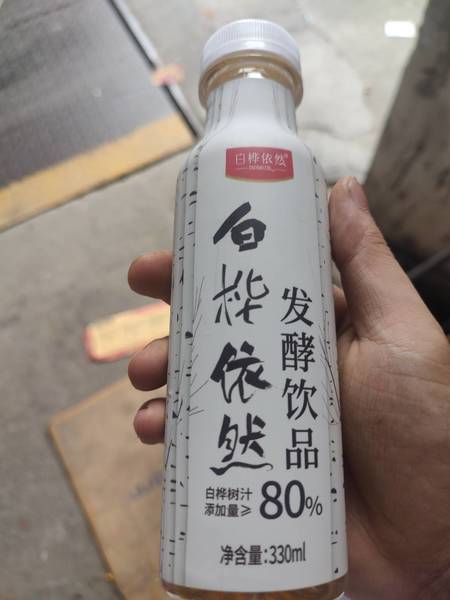 白桦依然®
白桦依然
发酵饮品
白桦树汁
添加量≥
80%
净含量:330ml